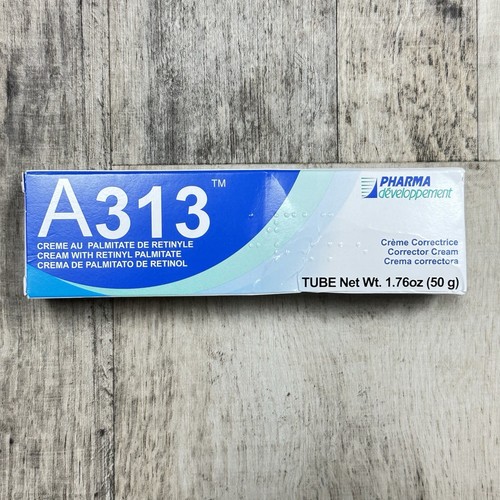 A313™
CREME AU PALMITATE DE RETINYLE
CREAM WITH RETINYL PALMITATE
CREMA DE PALMITATO DE RETINOL
PHARMA
développement
Crème Correctrice
Corrector Cream
Crema correctora
TUBE Net Wt. 1.76oz (50 g)